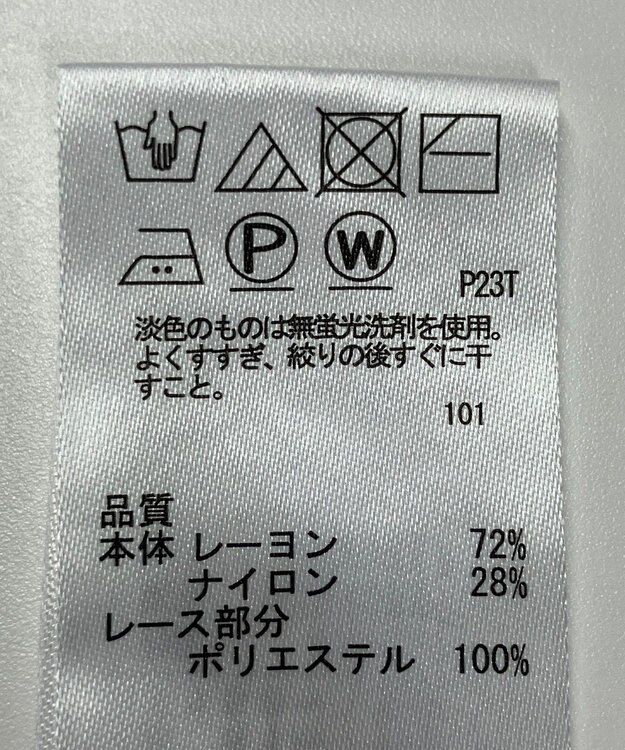 P W
P23T
淡色のものは無蛍光洗剤を使用。
よくすすぎ、絞りの後すぐに干
すこと。
101
品質
本体 レーヨン 72%
ナイロン 28%
レース部分
ポリエステル 100%